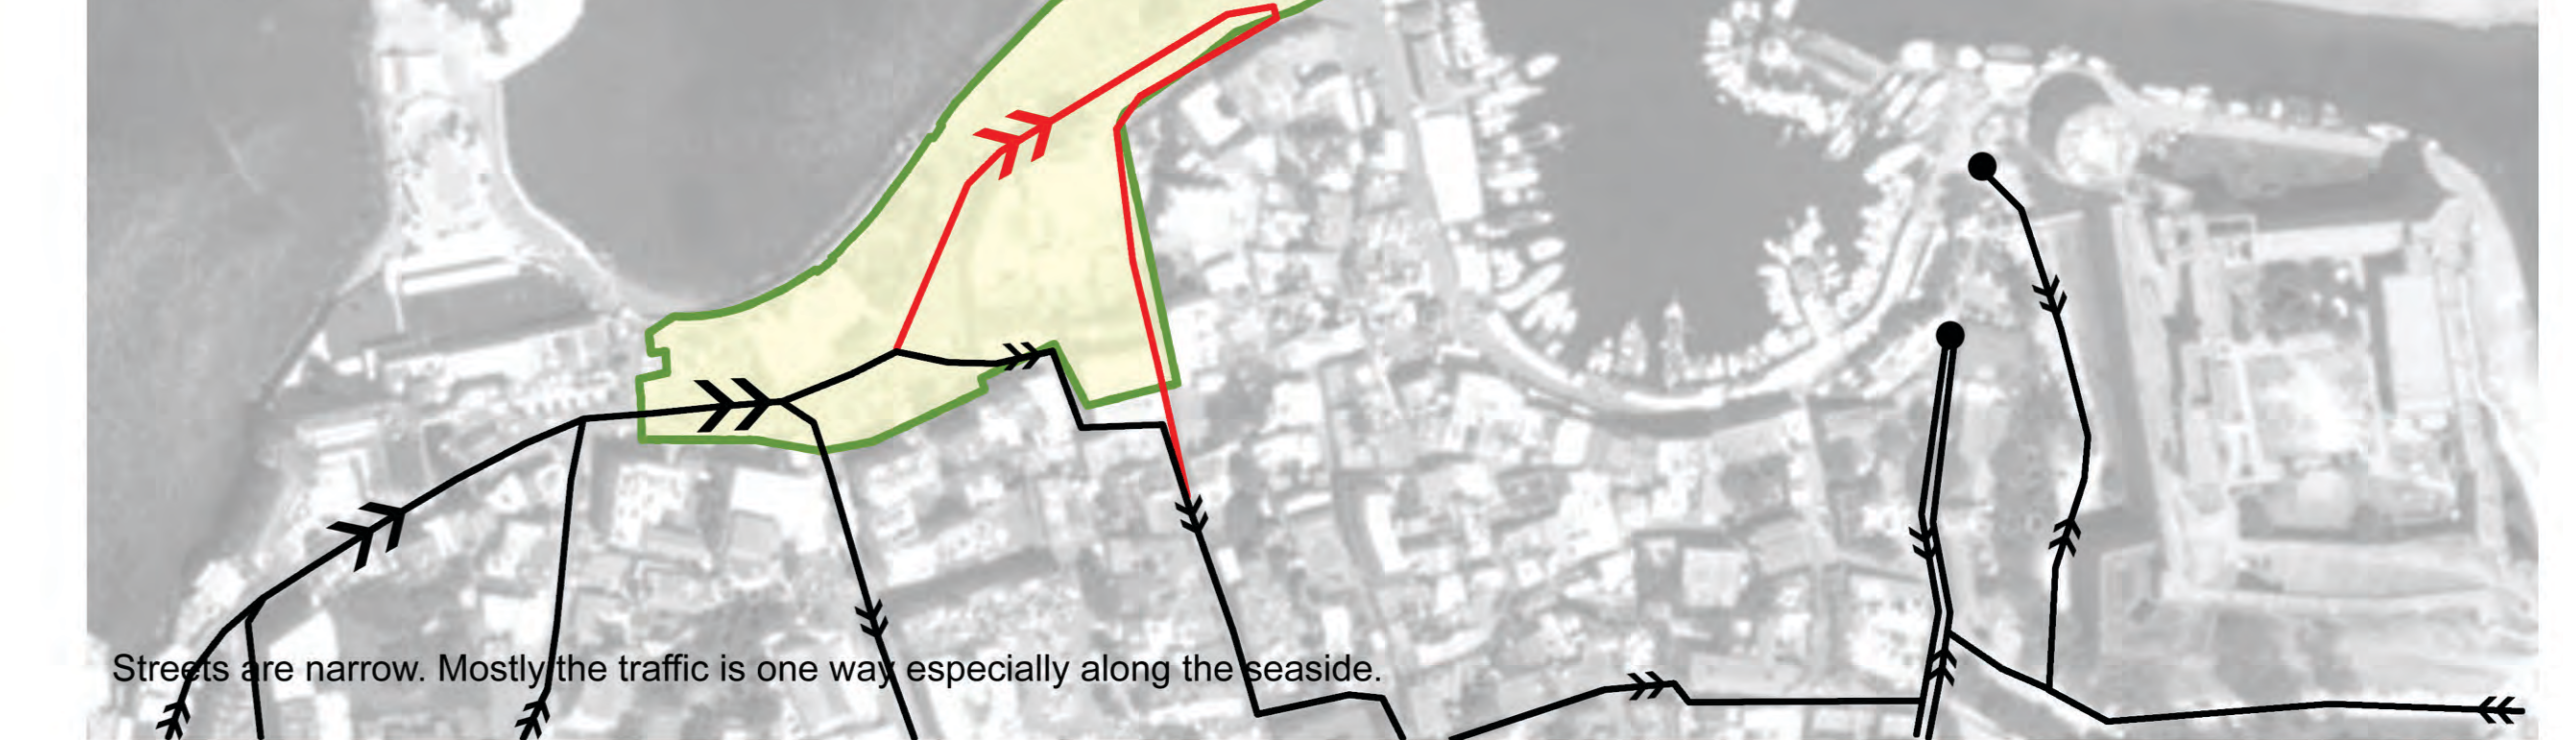 Streets are narrow. Mostly the traffic is one way especially along the seaside.